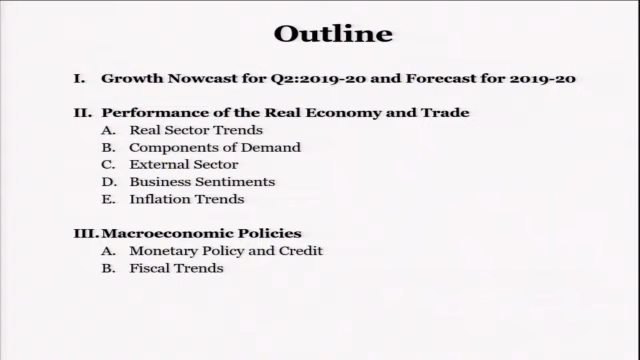 Outline
I. Growth Nowcast for Q2:2019-20 and Forecast for 2019-20
II. Performance of the Real Economy and Trade
A. Real Sector Trends
B. Components of Demand
C. External Sector
D. Business Sentiments
E. Inflation Trends
III. Macroeconomic Policies
A. Monetary Policy and Credit
B. Fiscal Trends